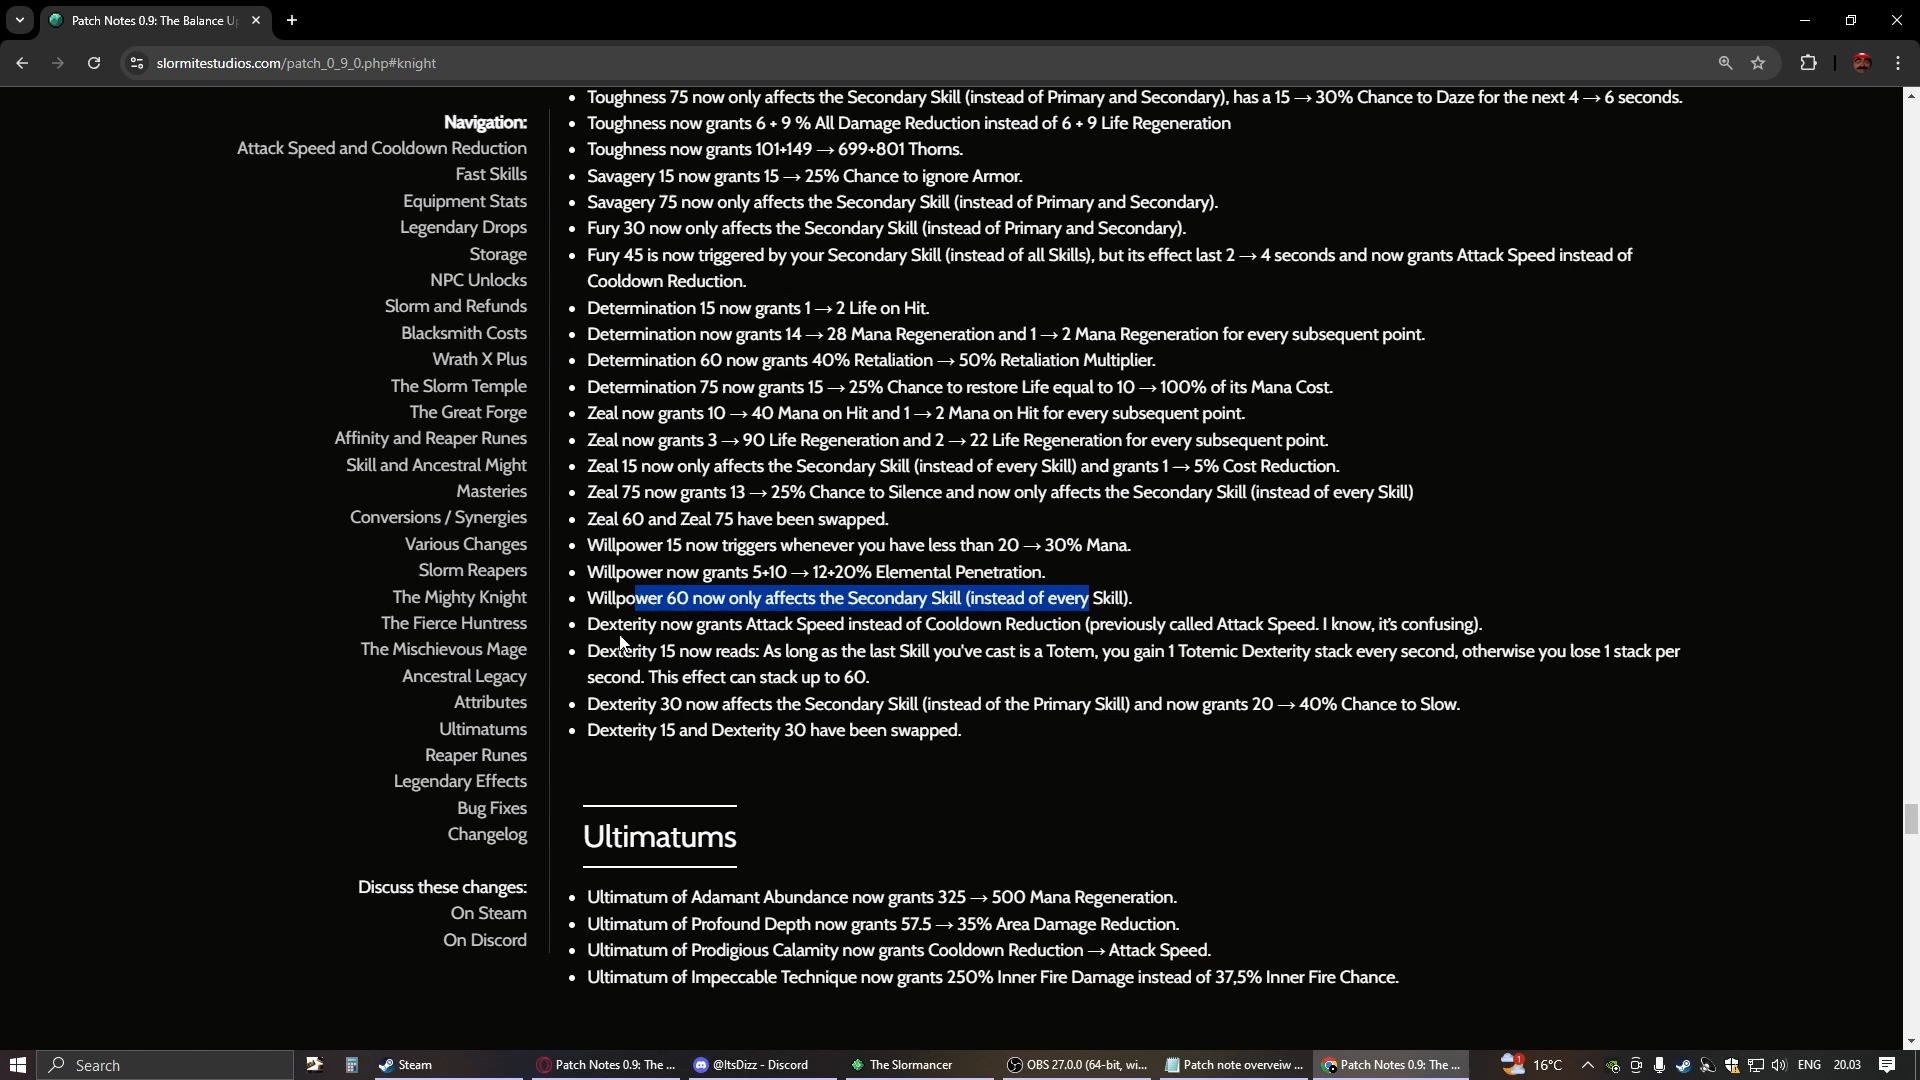 Patch Notes 0.9: The Balance U
slormitestudios.com/patch_0_9_0.php#knight
Navigation:
Attack Speed and Cooldown Reduction
Fast Skills
Equipment Stats
Legendary Drops
Storage
NPC Unlocks
Slorm and Refunds
Blacksmith Costs
Wrath X Plus
The Slorm Temple
The Great Forge
Affinity and Reaper Runes
Skill and Ancestral Might
Masteries
Conversions / Synergies
Various Changes
Slorm Reapers
The Mighty Knight
The Fierce Huntress
The Mischievous Mage
Ancestral Legacy
Attributes
Ultimatums
Reaper Runes
Legendary Effects
Bug Fixes
Changelog
Discuss these changes:
On Steam
On Discord
• Toughness 75 now only affects the Secondary Skill (instead of Primary and Secondary), has a 15 → 30% Chance to Daze for the next 4 → 6 seconds.
• Toughness now grants 6 + 9 % All Damage Reduction instead of 6 + 9 Life Regeneration
• Toughness now grants 101+149 → 699+801 Thorns.
• Savagery 15 now grants 15 → 25% Chance to ignore Armor.
• Savagery 75 now only affects the Secondary Skill (instead of Primary and Secondary).
• Fury 30 now only affects the Secondary Skill (instead of Primary and Secondary).
• Fury 45 is now triggered by your Secondary Skill (instead of all Skills), but its effect last 2 → 4 seconds and now grants Attack Speed instead of
Cooldown Reduction.
• Determination 15 now grants 1 → 2 Life on Hit.
• Determination now grants 14 → 28 Mana Regeneration and 1 → 2 Mana Regeneration for every subsequent point.
• Determination 60 now grants 40% Retaliation → 50% Retaliation Multiplier.
• Determination 75 now grants 15 → 25% Chance to restore Life equal to 10 → 100% of its Mana Cost.
• Zeal now grants 10 → 40 Mana on Hit and 1 → 2 Mana on Hit for every subsequent point.
• Zeal now grants 3 → 90 Life Regeneration and 2 → 22 Life Regeneration for every subsequent point.
• Zeal 15 now only affects the Secondary Skill (instead of every Skill) and grants 1 → 5% Cost Reduction.
• Zeal 75 now grants 13 → 25% Chance to Silence and now only affects the Secondary Skill (instead of every Skill)
• Zeal 60 and Zeal 75 have been swapped.
• Willpower 15 now triggers whenever you have less than 20 → 30% Mana.
• Willpower now grants 5+10 → 12+20% Elemental Penetration.
• Willpower 60 now only affects the Secondary Skill (instead of every Skill).
• Dexterity now grants Attack Speed instead of Cooldown Reduction (previously called Attack Speed. I know, it's confusing).
• Dexterity 15 now reads: As long as the last Skill you've cast is a Totem, you gain 1 Totemic Dexterity stack every second, otherwise you lose 1 stack per
second. This effect can stack up to 60.
• Dexterity 30 now affects the Secondary Skill (instead of the Primary Skill) and now grants 20 → 40% Chance to Slow.
• Dexterity 15 and Dexterity 30 have been swapped.
Ultimatums
• Ultimatum of Adamant Abundance now grants 325 → 500 Mana Regeneration.
• Ultimatum of Profound Depth now grants 57.5 → 35% Area Damage Reduction.
• Ultimatum of Prodigious Calamity now grants Cooldown Reduction → Attack Speed.
• Ultimatum of Impeccable Technique now grants 250% Inner Fire Damage instead of 37,5% Inner Fire Chance.
Search
Steam
Patch Notes 0.9: The ...
@ItsDizz - Discord
The Slormancer
OBS 27.0.0 (64-bit, wi...
Patch note overveiw ...
Patch Notes 0.9: The ...
1
16°C
ENG
20.03